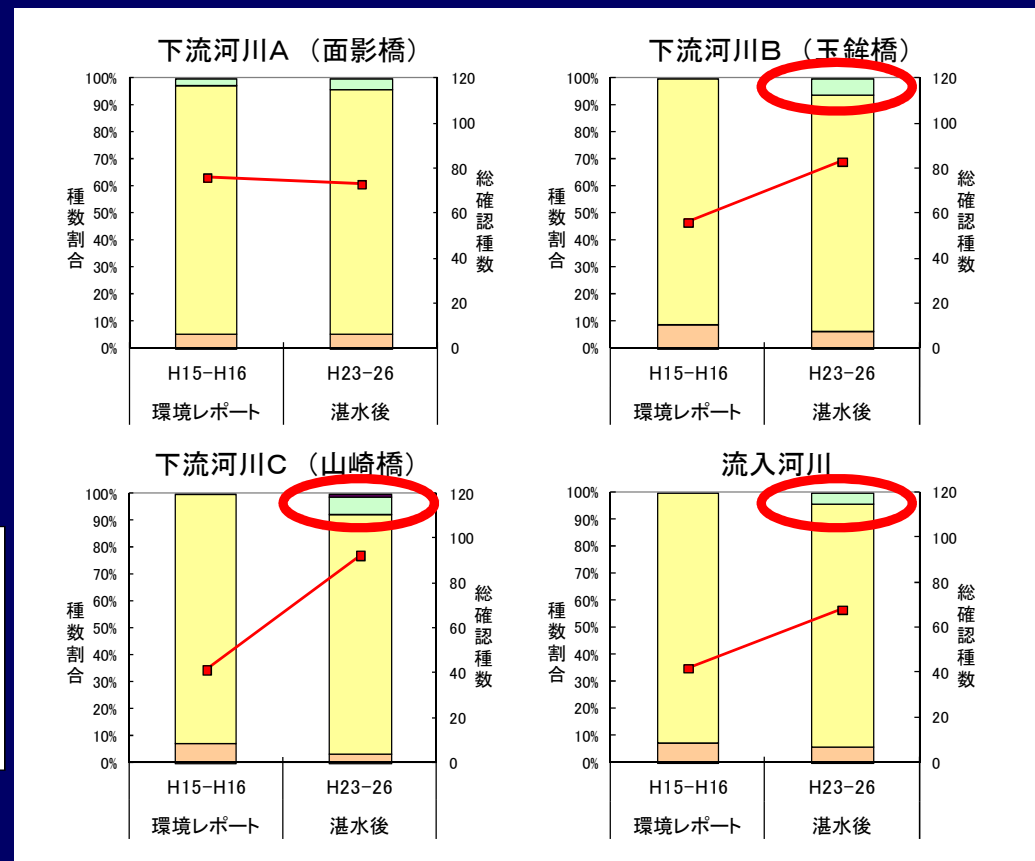 下流河川A （面影橋）
100%
90%
80%
70%
60%
50%
40%
30%
20%
10%
0%
種数割合
120
100
80
60
40
20
0
総確認種数
H15-H16
H23-26
環境レポート
湛水後
下流河川B （玉鉾橋）
100%
90%
80%
70%
60%
50%
40%
30%
20%
10%
0%
種数割合
120
100
80
60
40
20
0
総確認種数
H15-H16
H23-26
環境レポート
湛水後
下流河川C （山崎橋）
100%
90%
80%
70%
60%
50%
40%
30%
20%
10%
0%
種数割合
120
100
80
60
40
20
0
総確認種数
H15-H16
H23-26
環境レポート
湛水後
流入河川
100%
90%
80%
70%
60%
50%
40%
30%
20%
10%
0%
種数割合
120
100
80
60
40
20
0
総確認種数
H15-H16
H23-26
環境レポート
湛水後